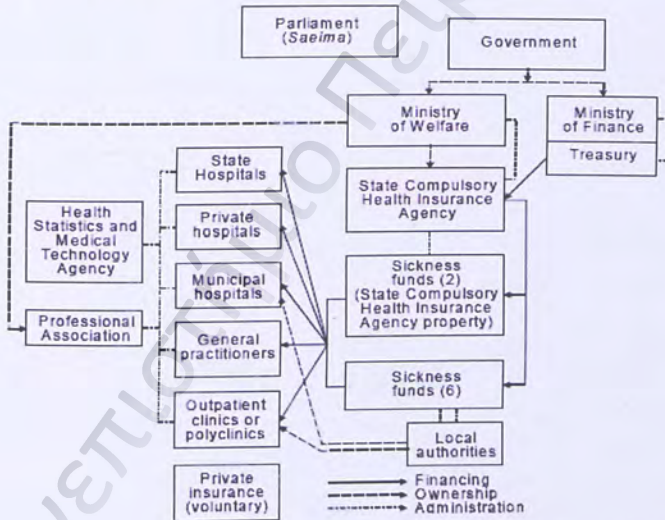 Parliament
(Saeima)
Government
Ministry
of Welfare
Ministry
of Finance
Treasury
State
Hospitals
State Compulsory
Health Insurance
Agency
Health
Statistics and
Medical
Technology
Agency
Private
hospitals
Municipal
hospitals
Sickness
funds (2)
(State Compulsory
Health Insurance
Agency property)
Professional
Association
General
practitioners
Sickness
funds (6)
Outpatient
clinics or
polyclinics
Local
authorities
Private
insurance
(voluntary)
Financing
Ownership
Administration